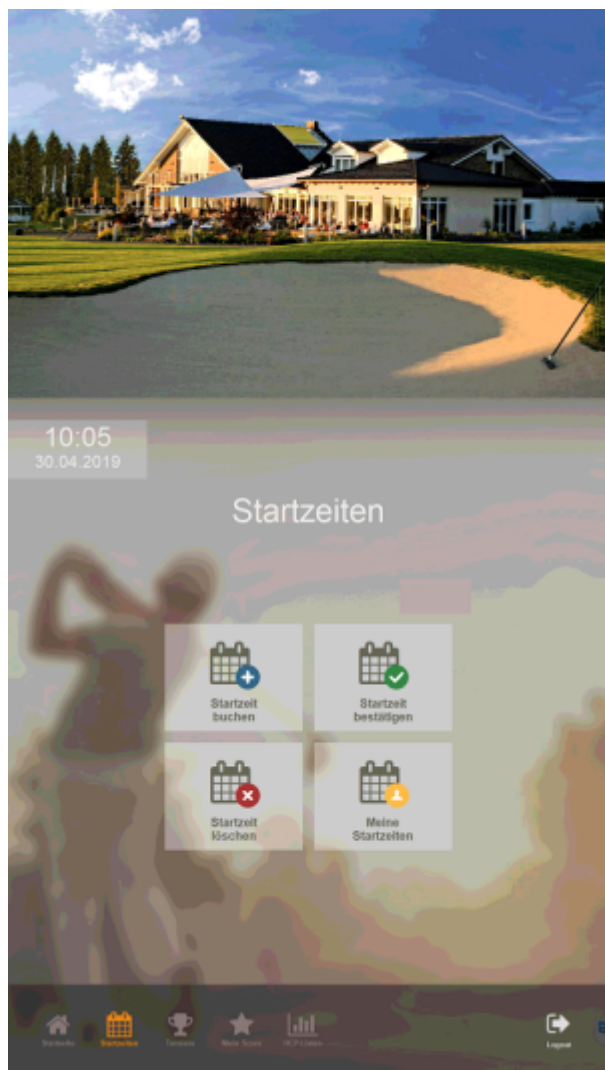 10:05
30.04.2019
Startzeiten
Startzeit
buchen
Startzeit
bestätigen
Startzeit
löschen
Meine
Startzeiten
Startseite
Startzeiten
Turniere
Mein Score
HCP-Listen
Logout